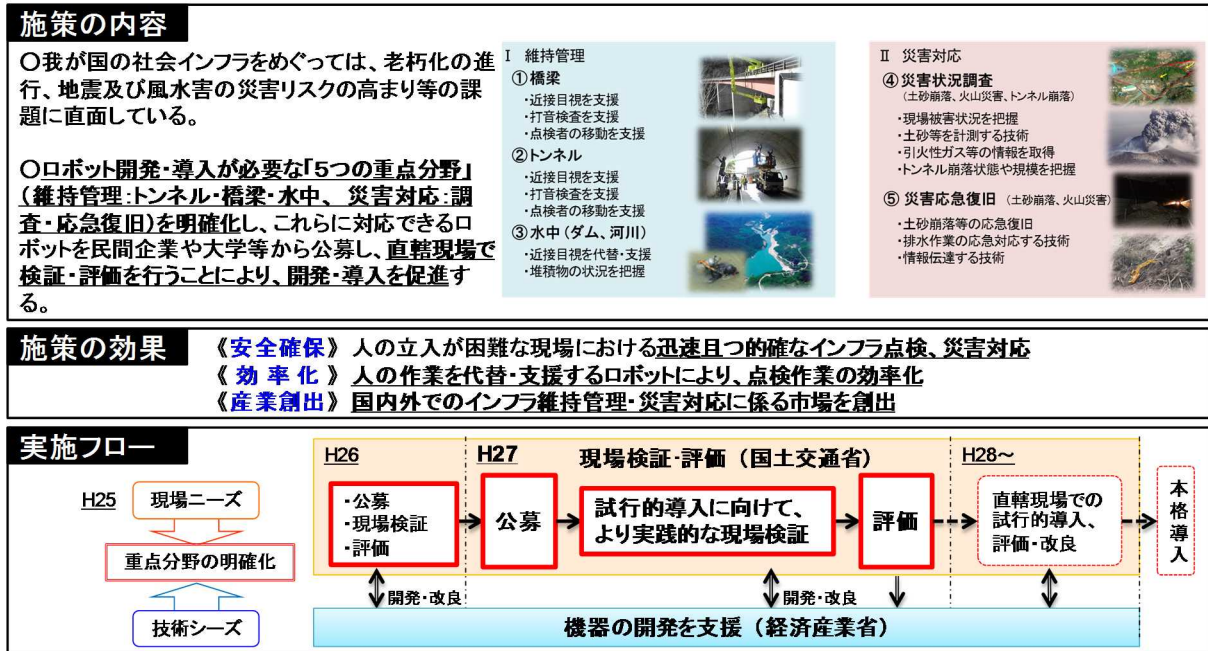 施策の内容
〇我が国の社会インフラをめぐっては、老朽化の進
行、地震及び風水害の災害リスクの高まり等の課
題に直面している。
〇ロボット開発・導入が必要な「5つの重点分野」
(維持管理:トンネル・橋梁・水中、災害対応:調
査・応急復旧)を明確化し、これらに対応できるロ
ボットを民間企業や大学等から公募し、直轄現場で
検証・評価を行うことにより、開発・導入を促進す
る。
Ⅰ 維持管理
①橋梁
・近接目視を支援
・打音検査を支援
・点検者の移動を支援
②トンネル
・近接目視を支援
・打音検査を支援
・点検者の移動を支援
③水中(ダム、河川)
・近接目視を代替・支援
・堆積物の状況を把握
Ⅱ 災害対応
④災害状況調査
(土砂崩落、火山災害、トンネル崩落)
・現場被害状況を把握
・土砂等を計測する技術
・引火性ガス等の情報を取得
・トンネル崩落状態や規模を把握
⑤災害応急復旧 (土砂崩落、火山災害)
・土砂崩落等の応急復旧
・排水作業の応急対応する技術
・情報伝達する技術
施策の効果
《安全確保》 人の立入が困難な現場における迅速且つ的確なインフラ点検、災害対応
《効率化》 人の作業を代替・支援するロボットにより、点検作業の効率化
《産業創出》 国内外でのインフラ維持管理・災害対応に係る市場を創出
実施フロー
H25
現場ニーズ
重点分野の明確化
技術シーズ
H26
H27 現場検証・評価(国土交通省)
H28~
・公募
・現場検証
・評価
公募
試行的導入に向けて、
より実践的な現場検証
評価
直轄現場での
試行的導入、
評価・改良
本格導入
開発・改良
開発・改良
機器の開発を支援(経済産業省)